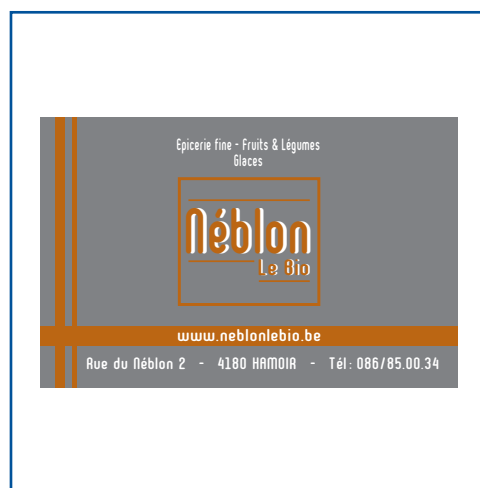 Epicerie fine - Fruits & Légumes
Glaces
Néblon
Le Bio
www.neblonlebio.be
Rue du Néblon 2 - 4180 HAMOIR - Tél : 086/85.00.34